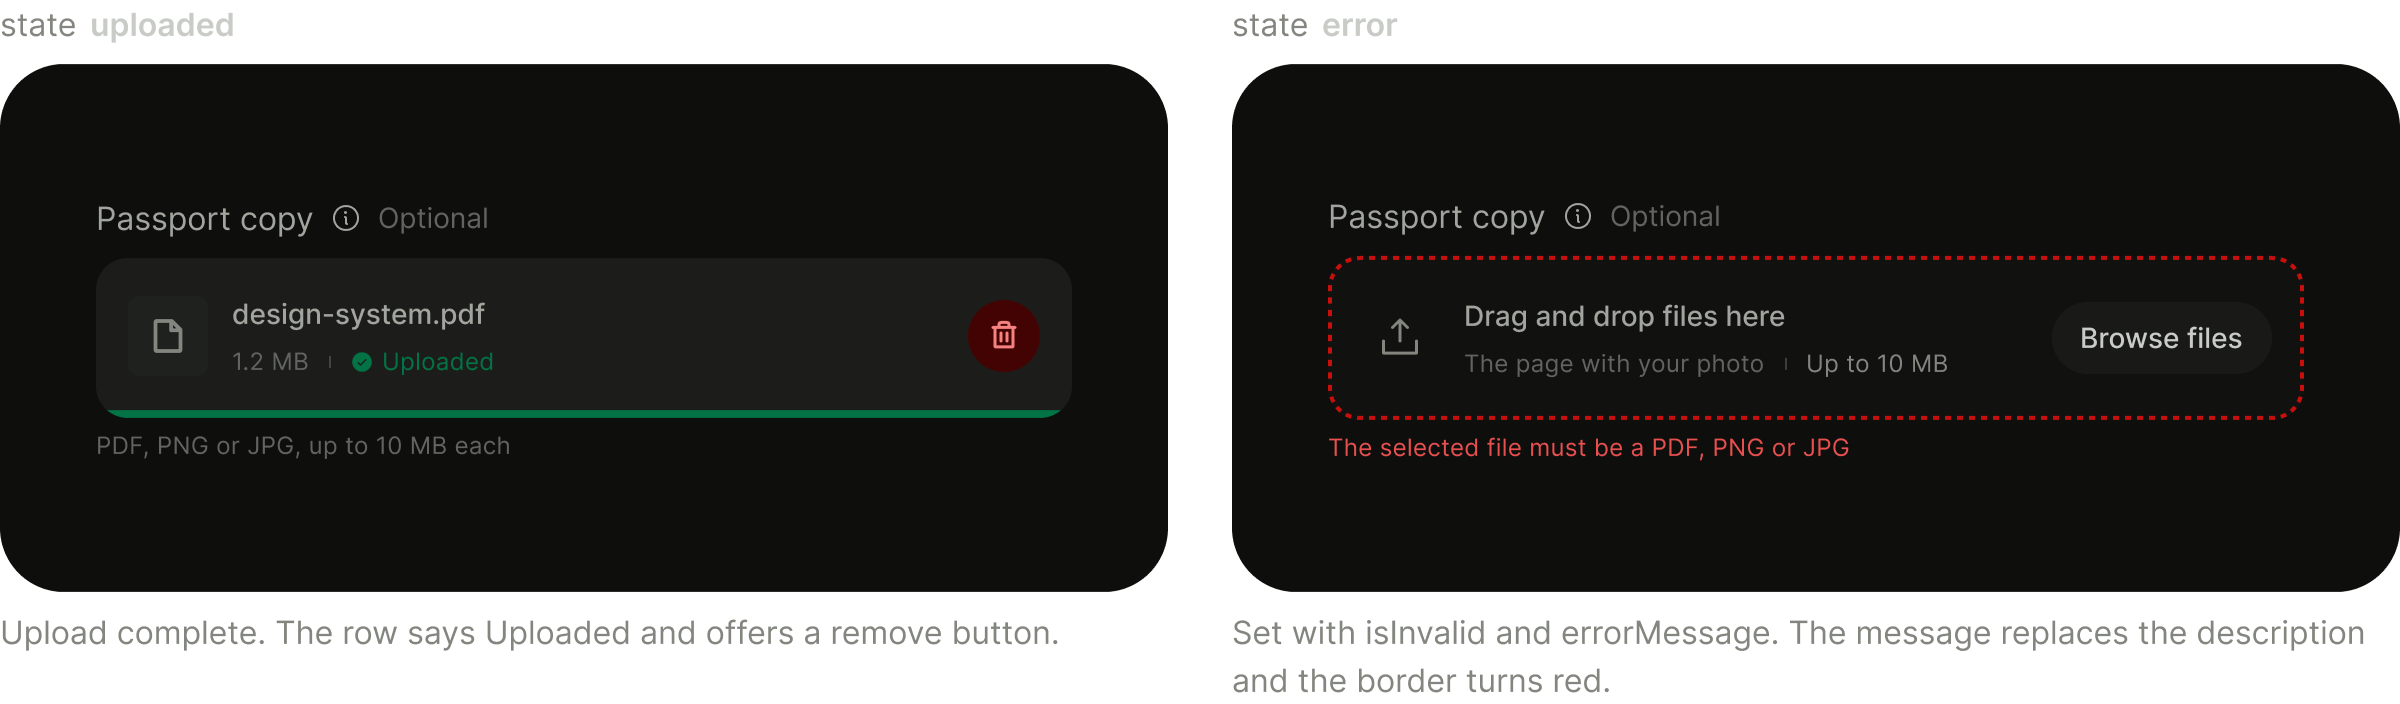 state uploaded
Passport copy Optional
design-system.pdf
1.2 MB Uploaded
PDF, PNG or JPG, up to 10 MB each
Upload complete. The row says Uploaded and offers a remove button.
state error
Passport copy Optional
Drag and drop files here
The page with your photo Up to 10 MB
Browse files
The selected file must be a PDF, PNG or JPG
Set with isInvalid and errorMessage. The message replaces the description
and the border turns red.